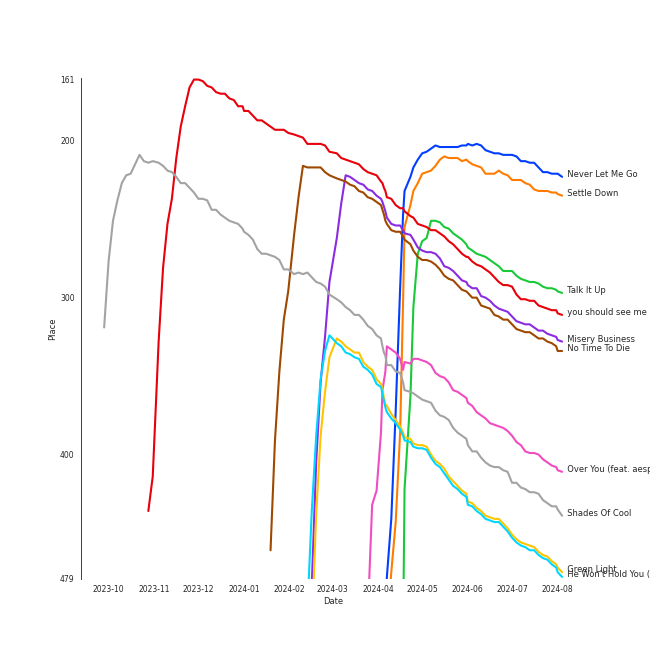 161
200
300
400
479
Place
2023-10
2023-11
2023-12
2024-01
2024-02
2024-03
2024-04
2024-05
2024-06
2024-07
2024-08
Date
Never Let Me Go
Settle Down
Talk It Up
you should see me
Misery Business
No Time To Die
Over You (feat. aesp
Shades Of Cool
Green Light
He Won't Hold You (